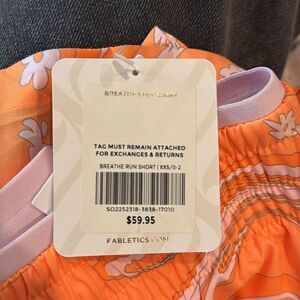 BREATHE RUN SHORT
TAG MUST REMAIN ATTACHED
FOR EXCHANGES & RETURNS
BREATHE RUN SHORT | XXS/0-2
SO2252318-3838-17010
$59.95
FABLETICS.COM